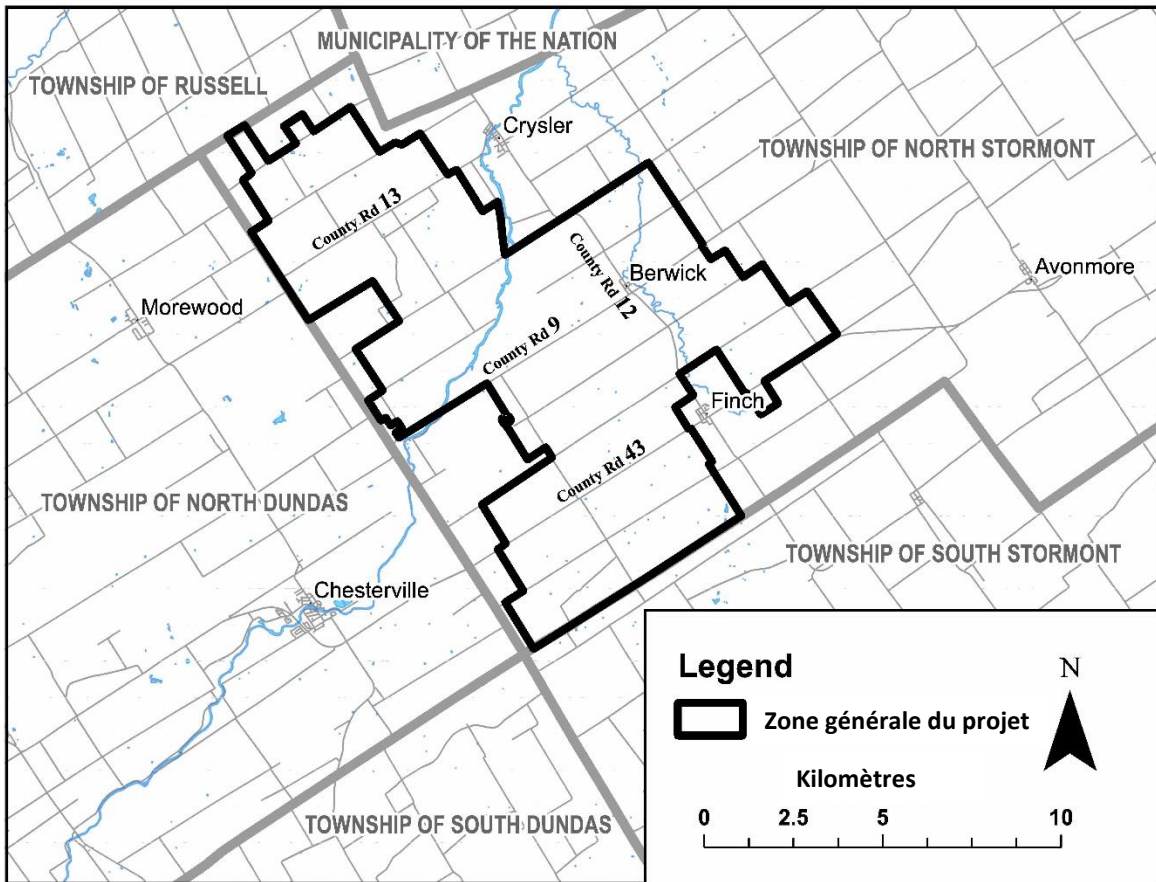 MUNICIPALITY OF THE NATION
TOWNSHIP OF RUSSELL
Crysler
TOWNSHIP OF NORTH STORMONT
County Rd 13
County Rd 12
Berwick
Avonmore
Morewood
County Rd 9
Finch
County Rd 43
TOWNSHIP OF NORTH DUNDAS
TOWNSHIP OF SOUTH STORMONT
Chesterville
TOWNSHIP OF SOUTH DUNDAS
Legend
N
Zone générale du projet
Kilomètres
0 2.5 5 10